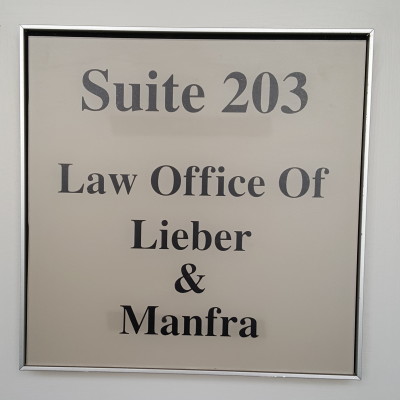 Suite 203
Law Office Of
Lieber
&
Manfra